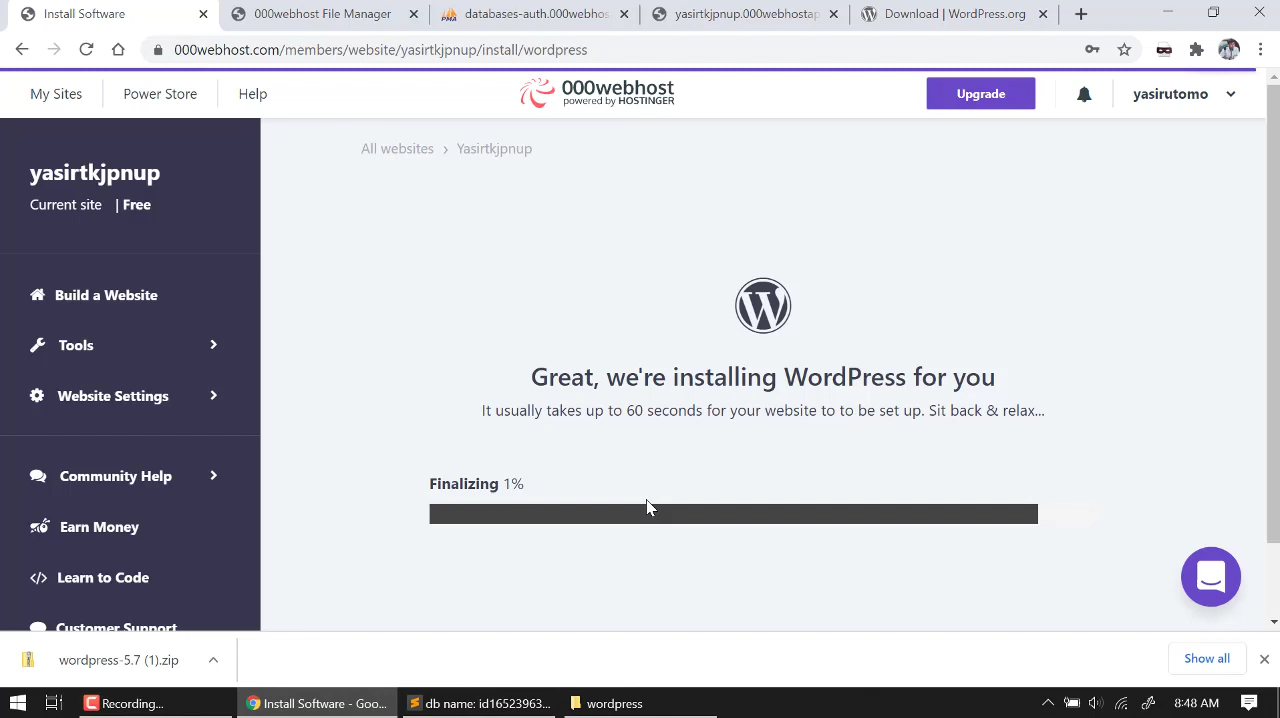 Install Software
000webhost File Manager
databases-auth.000webhos
yasirtkjpnup.000webhostap
Download | WordPress.org
000webhost.com/members/website/yasirtkjpnup/install/wordpress
My Sites
Power Store
Help
000webhost
powered by HOSTINGER
Upgrade
yasirutomo
yasirtkjpnup
Current site | Free
All websites › Yasirtkjpnup
Build a Website
Tools
Website Settings
Community Help
Earn Money
Learn to Code
Customer Support
Great, we're installing WordPress for you
It usually takes up to 60 seconds for your website to to be set up. Sit back & relax...
Finalizing 1%
wordpress-5.7 (1).zip
Show all
Recording...
Install Software - Goo...
db name: id16523963...
wordpress
8:48 AM